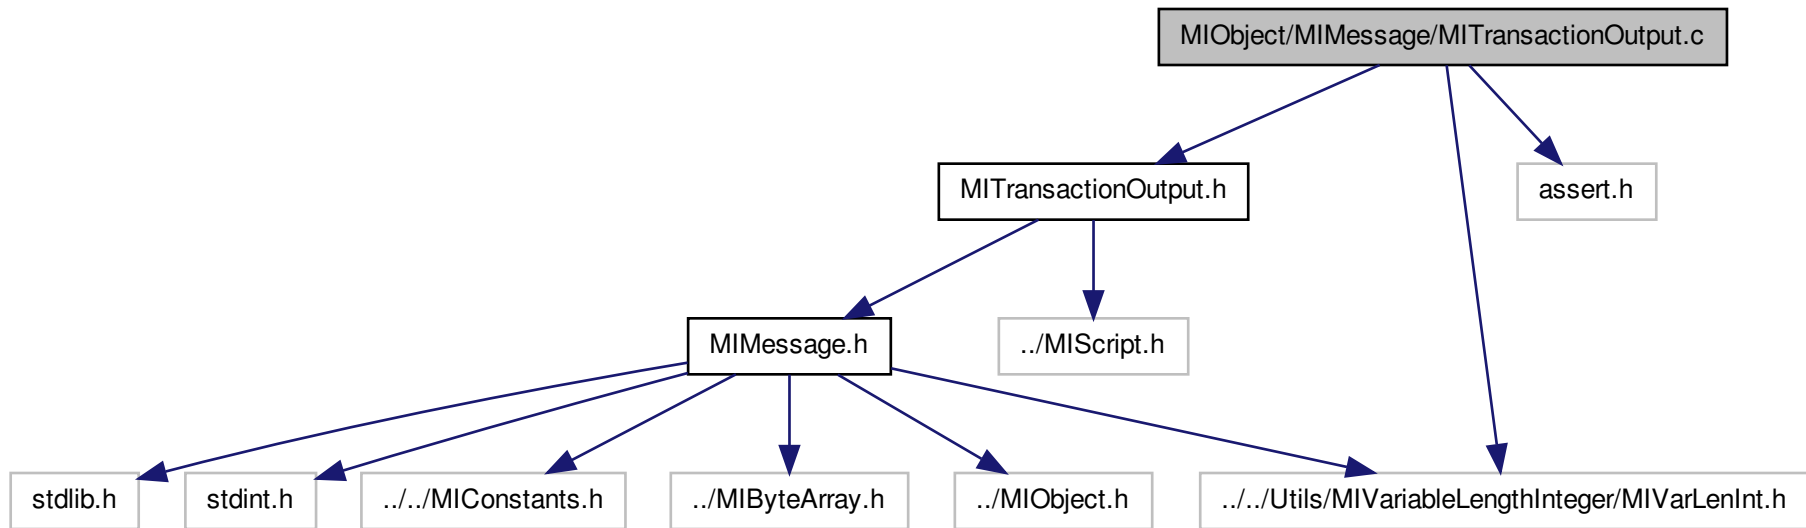 MIObject/MIMessage/MITransactionOutput.c
MITransactionOutput.h
assert.h
MIMessage.h
../MIScript.h
stdlib.h
stdint.h
../../MIConstants.h
../MIByteArray.h
../MIObject.h
../../Utils/MIVariableLengthInteger/MIVarLenInt.h